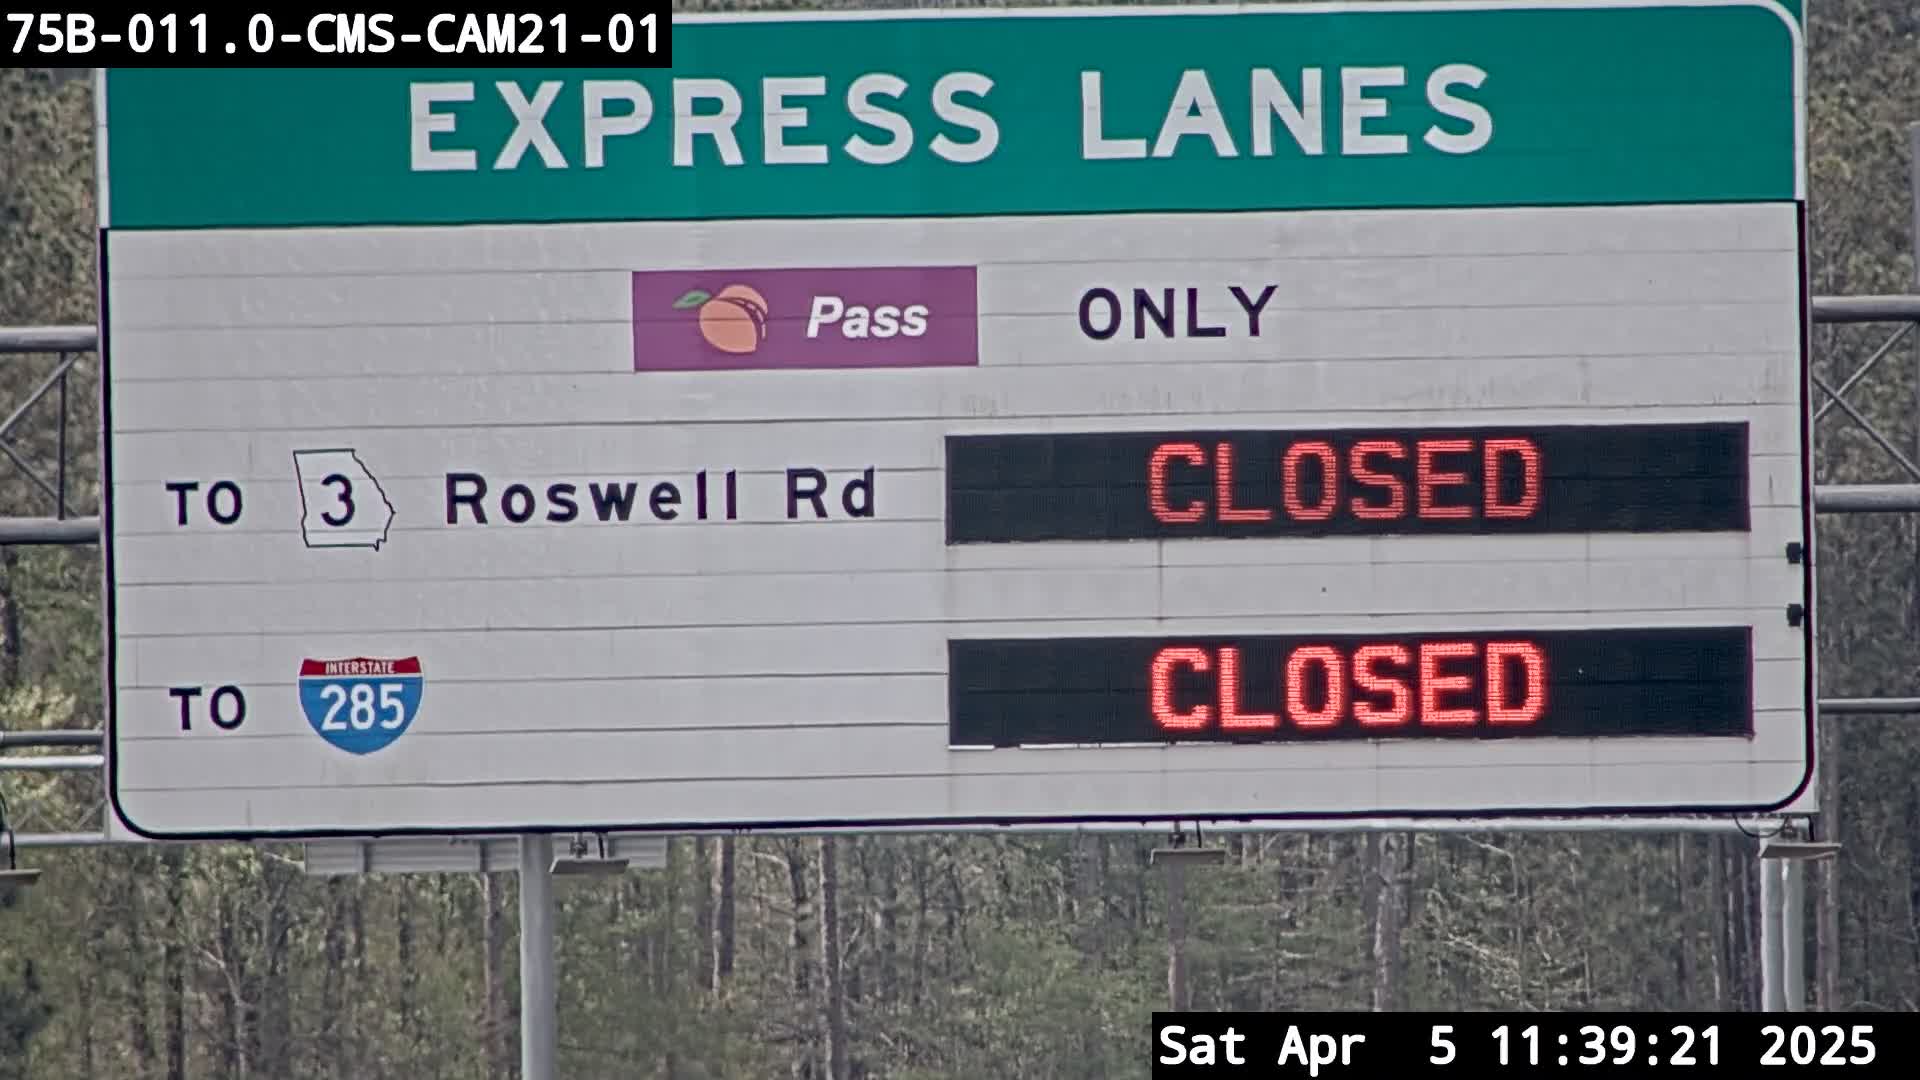 75B-011.0-CMS-CAM21-01
EXPRESS LANES
Pass ONLY
TO 3 Roswell Rd CLOSED
INTERSTATE
TO 285 CLOSED
Sat Apr 5 11:39:21 2025